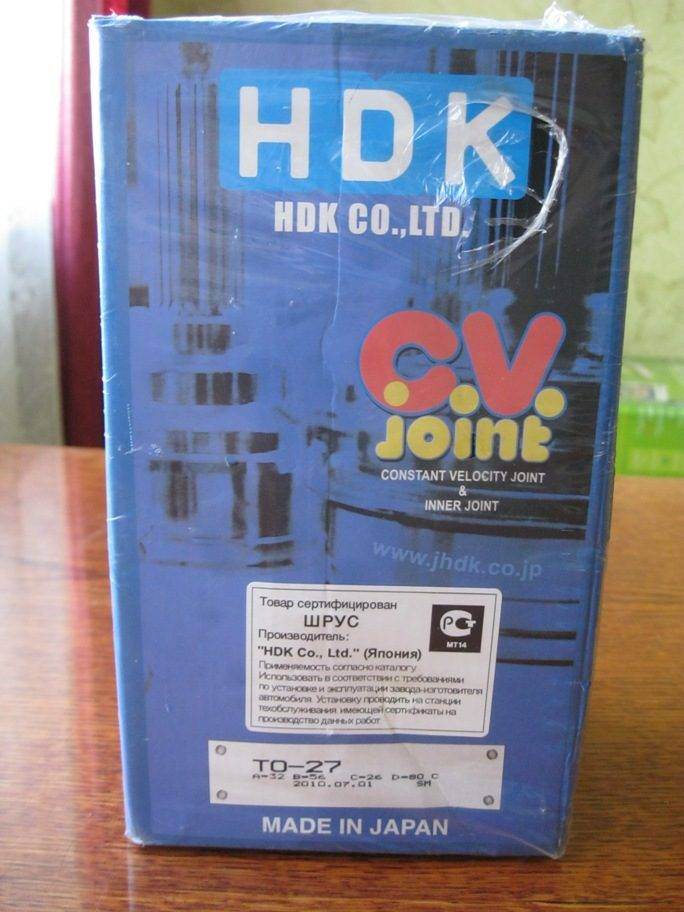 HDK
HDK CO.,LTD.
C.V.
Joint
CONSTANT VELOCITY JOINT
&
INNER JOINT
www.jhdk.co.jp
Товар сертифицирован
ШРУС
Производитель:
"HDK Co., Ltd." (Япония)
Применяемость согласно каталогу
Использовать в соответствии с требованиями
по установке и эксплуатации завода-изготовителя
автомобиля. Установку проводить на станции
техобслуживания, имеющей сертификаты на
производство данных работ
РСТ
МТ14
TO-27
A-32 B-56 C-26 D-80 C
2010.07.01 SM
MADE IN JAPAN